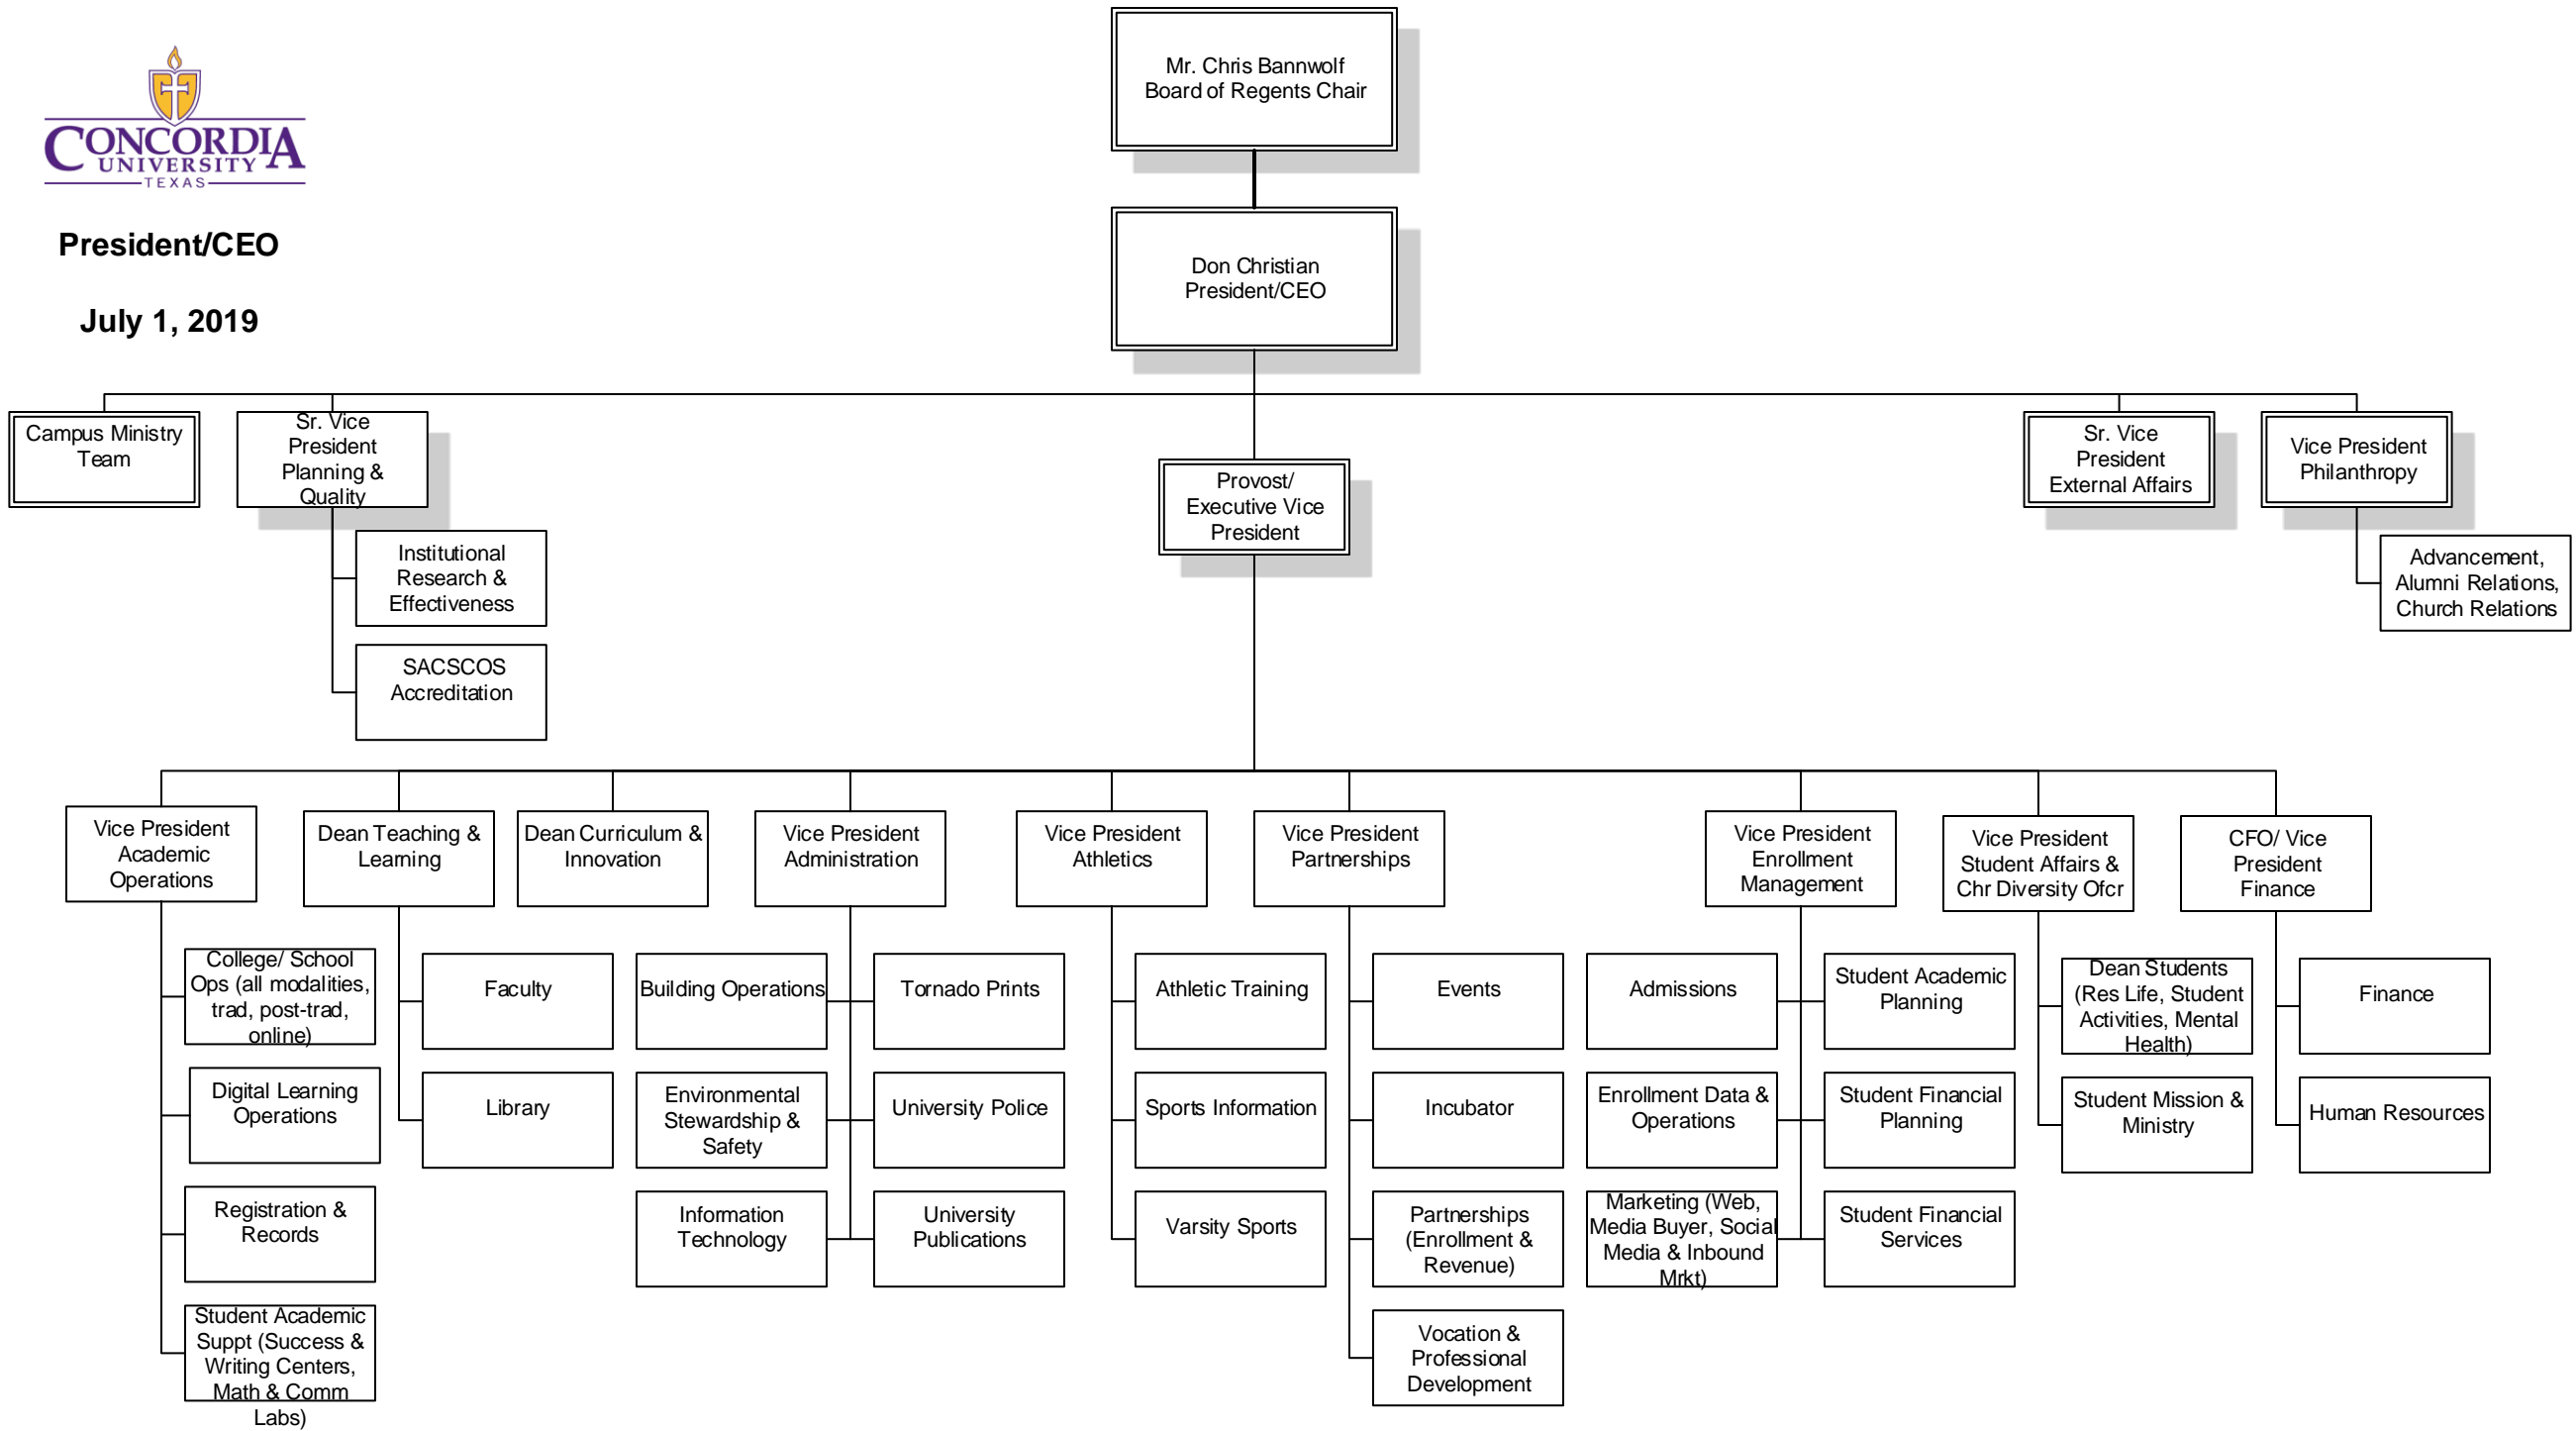 CONCORDIA
UNIVERSITY
TEXAS
President/CEO
July 1, 2019
Mr. Chris Bannwolf
Board of Regents Chair
Don Christian
President/CEO
Campus Ministry
Team
Sr. Vice
President
Planning &
Quality
Institutional
Research &
Effectiveness
SACSCOS
Accreditation
Provost/
Executive Vice
President
Sr. Vice
President
External Affairs
Vice President
Philanthropy
Advancement,
Alumni Relations,
Church Relations
Vice President
Academic
Operations
College/ School
Ops (all modalities,
trad, post-trad,
online)
Digital Learning
Operations
Registration &
Records
Student Academic
Suppt (Success &
Writing Centers,
Math & Comm
Labs)
Dean Teaching &
Learning
Faculty
Library
Dean Curriculum &
Innovation
Vice President
Administration
Building Operations
Tornado Prints
Environmental
Stewardship &
Safety
University Police
Information
Technology
University
Publications
Vice President
Athletics
Athletic Training
Sports Information
Varsity Sports
Vice President
Partnerships
Events
Incubator
Partnerships
(Enrollment &
Revenue)
Vocation &
Professional
Development
Vice President
Enrollment
Management
Admissions
Student Academic
Planning
Enrollment Data &
Operations
Student Financial
Planning
Marketing (Web,
Media Buyer, Social
Media & Inbound
Mrkt)
Student Financial
Services
Vice President
Student Affairs &
Chr Diversity Ofcr
Dean Students
(Res Life, Student
Activities, Mental
Health)
Student Mission &
Ministry
CFO/ Vice
President
Finance
Finance
Human Resources